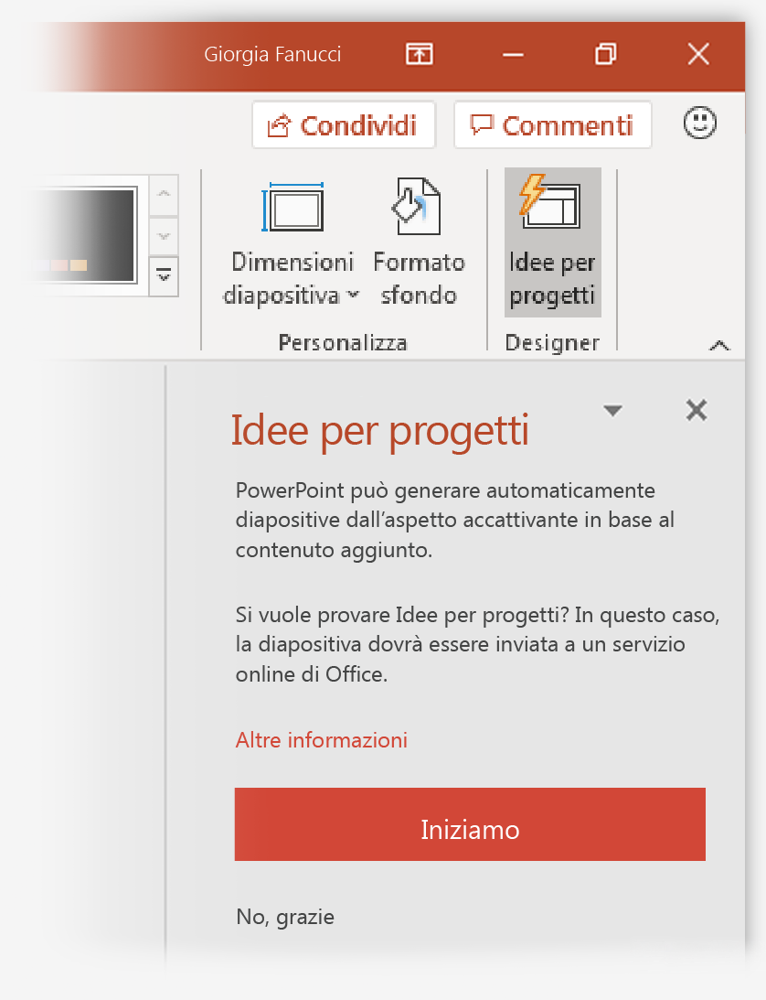 Giorgia Fanucci
Condividi
Commenti
Dimensioni
diapositiva
Formato
sfondo
Idee per
progetti
Personalizza
Designer
Idee per progetti
PowerPoint può generare automaticamente
diapositive dall'aspetto accattivante in base al
contenuto aggiunto.
Si vuole provare Idee per progetti? In questo caso,
la diapositiva dovrà essere inviata a un servizio
online di Office.
Altre informazioni
Iniziamo
No, grazie